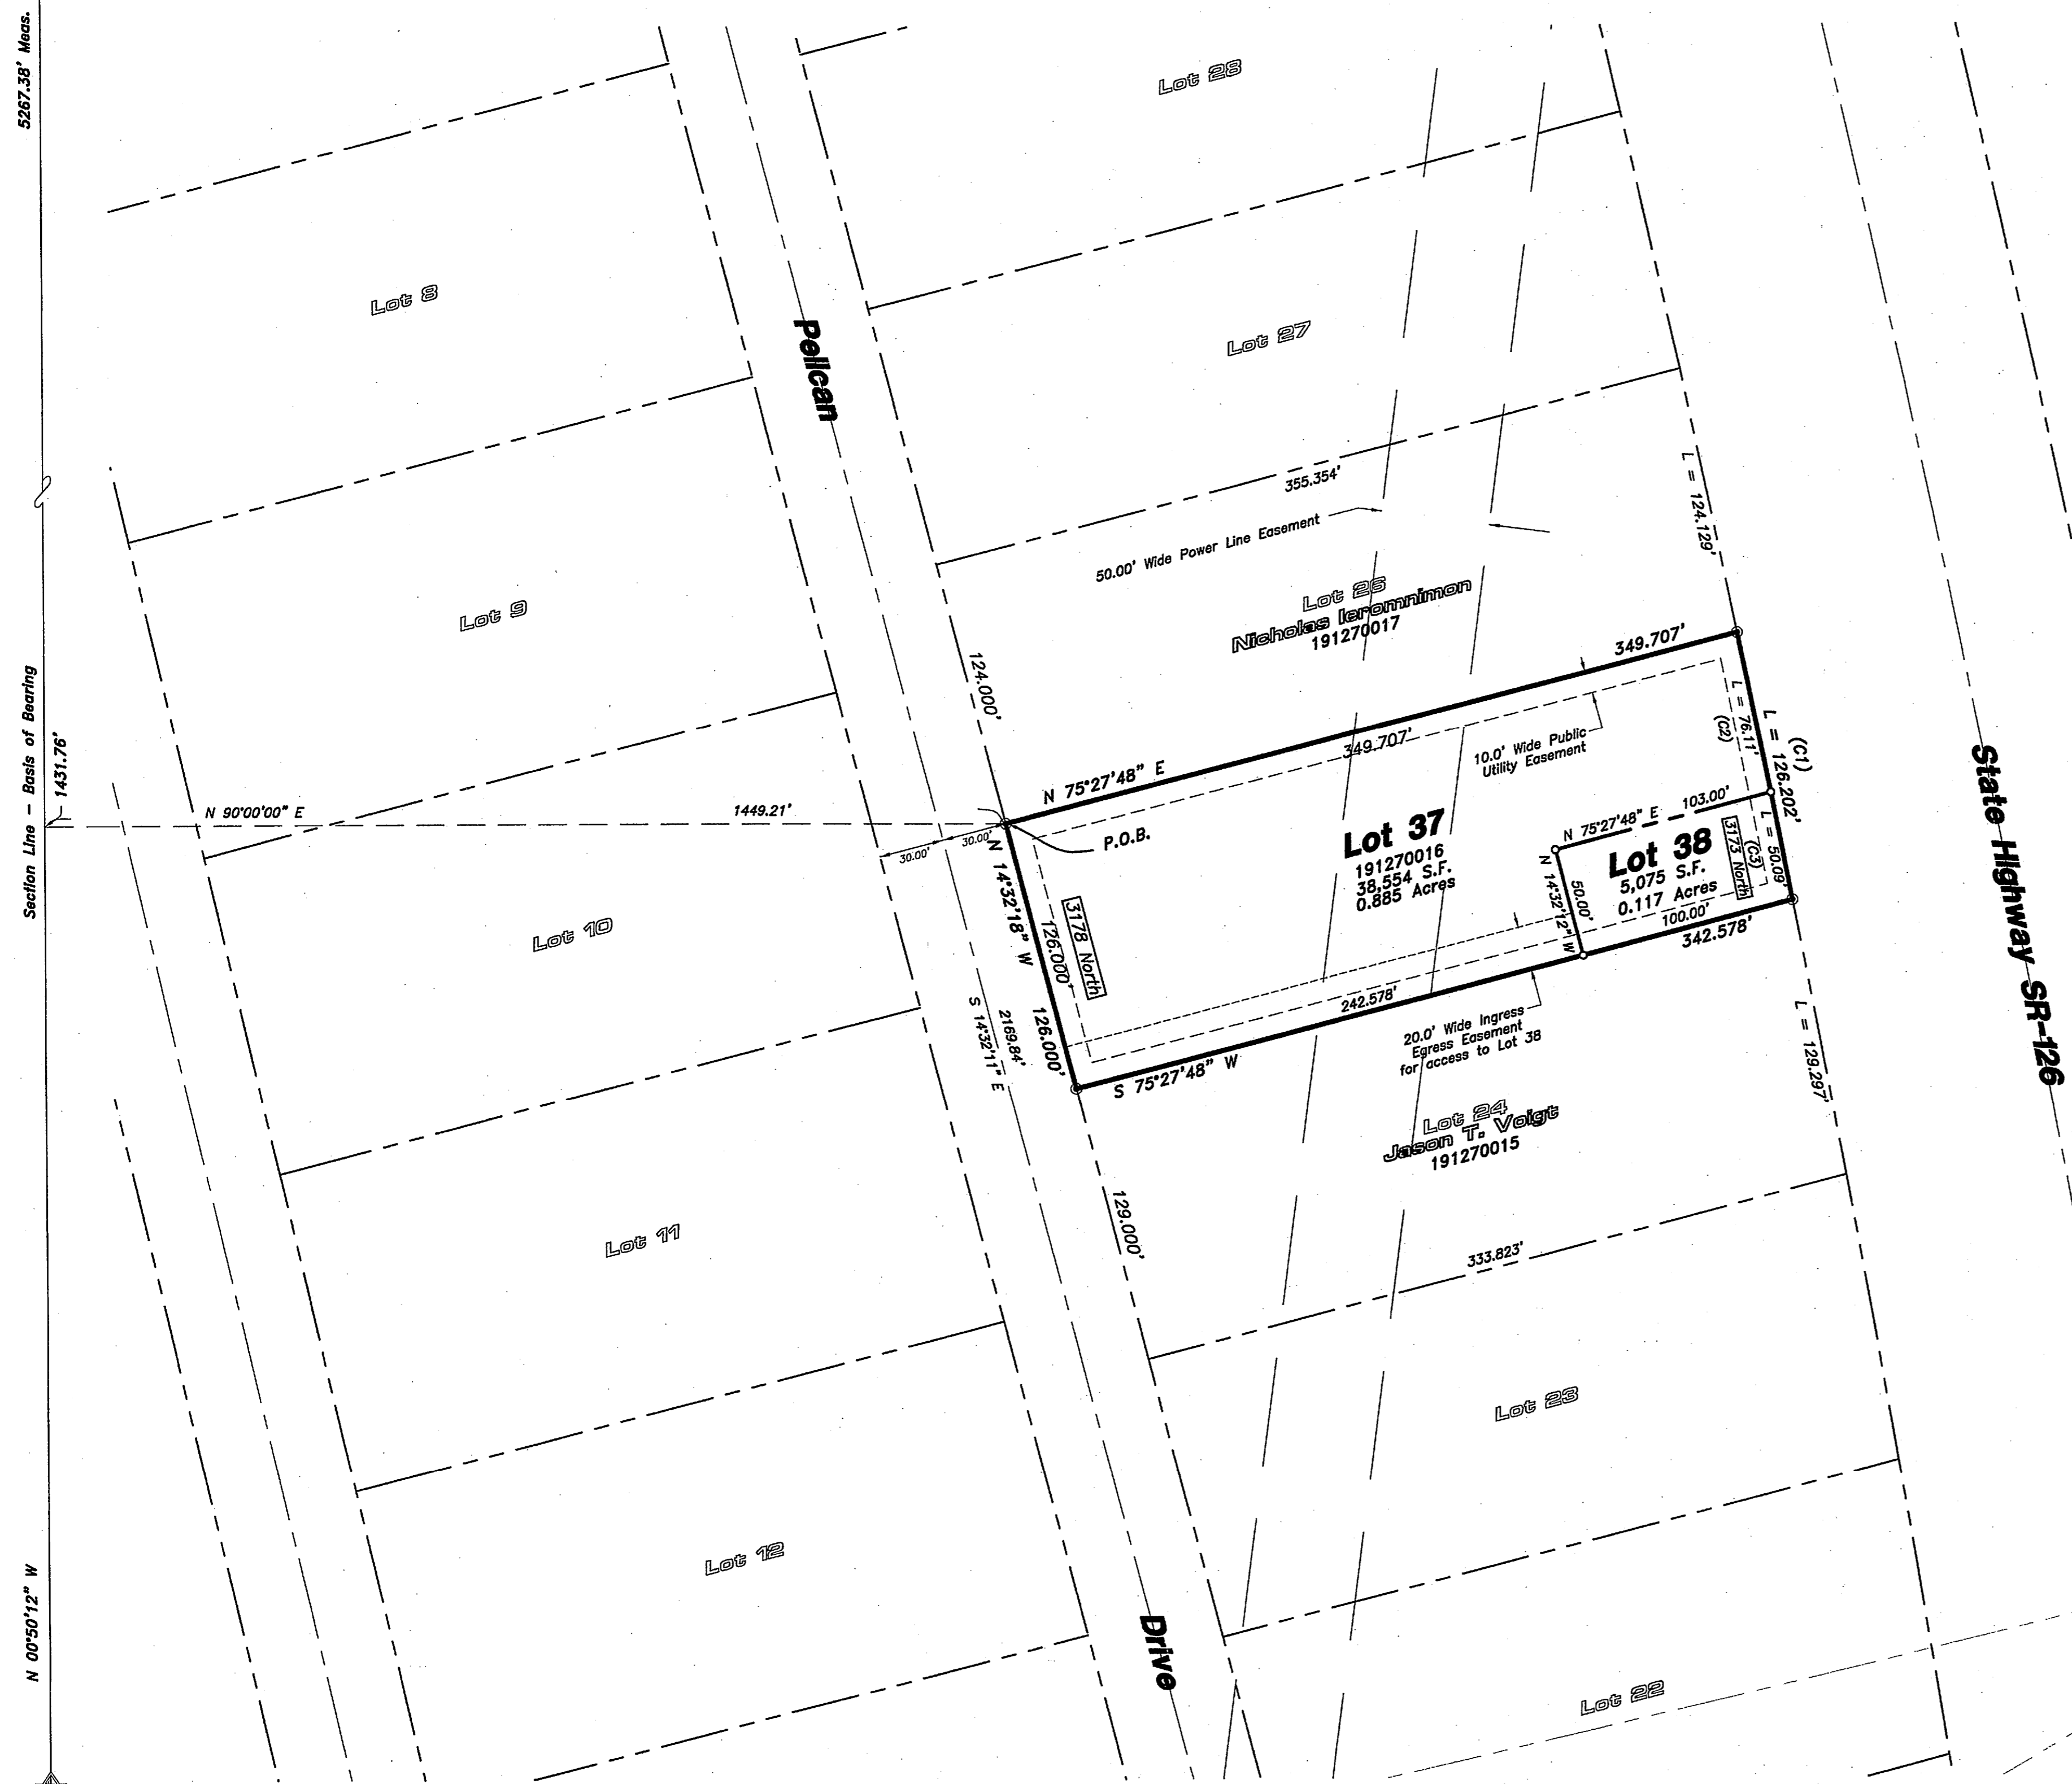 5267.38' Meas.
Section Line - Basis of Bearing
1431.76'
N 00°50'12" W
Lot 8
Lot 9
Lot 10
Lot 11
Lot 12
N 90°00'00" E
1449.21'
30.00'
30.00'
Pelican
Drive
S 14°32'11" E
2169.84'
Lot 28
Lot 27
355.354'
50.00' Wide Power Line Easement
Lot 26
Nicholas Ieromnimon
191270017
124.000'
L = 124.129'
349.707'
N 75°27'48" E
349.707'
10.0' Wide Public
Utility Easement
P.O.B.
N 14°32'18" W
126.000'
126.000'
3178 North
Lot 37
191270016
38,554 S.F.
0.885 Acres
L = 76.11'
(C2)
(C1)
L = 126.202'
N 75°27'48" E
103.00'
N 14°32'12" W
50.00'
Lot 38
5,075 S.F.
0.117 Acres
3173 North
(C3)
L = 50.09'
100.00'
342.578'
242.578'
S 75°27'48" W
20.0' Wide Ingress
Egress Easement
for access to Lot 38
Lot 24
Jason T. Voigt
191270015
129.000'
L = 129.297'
333.823'
Lot 23
Lot 22
State Highway SR-126